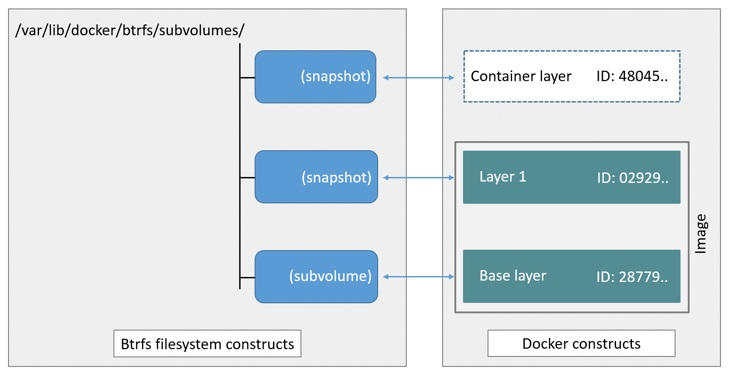 /var/lib/docker/btrfs/subvolumes/
(snapshot)
Container layer ID: 48045..
(snapshot)
Layer 1 ID: 02929..
Image
(subvolume)
Base layer ID: 28779..
Btrfs filesystem constructs
Docker constructs